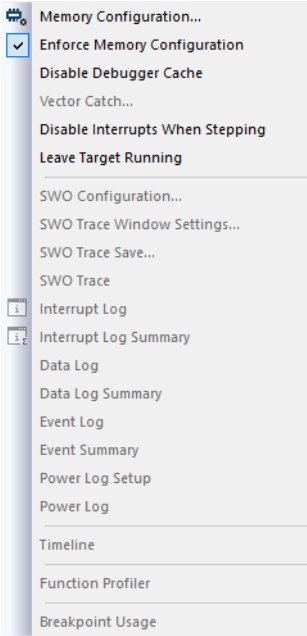 Memory Configuration...
Enforce Memory Configuration
Disable Debugger Cache
Vector Catch...
Disable Interrupts When Stepping
Leave Target Running
SWO Configuration...
SWO Trace Window Settings...
SWO Trace Save...
SWO Trace
Interrupt Log
Interrupt Log Summary
Data Log
Data Log Summary
Event Log
Event Summary
Power Log Setup
Power Log
Timeline
Function Profiler
Breakpoint Usage